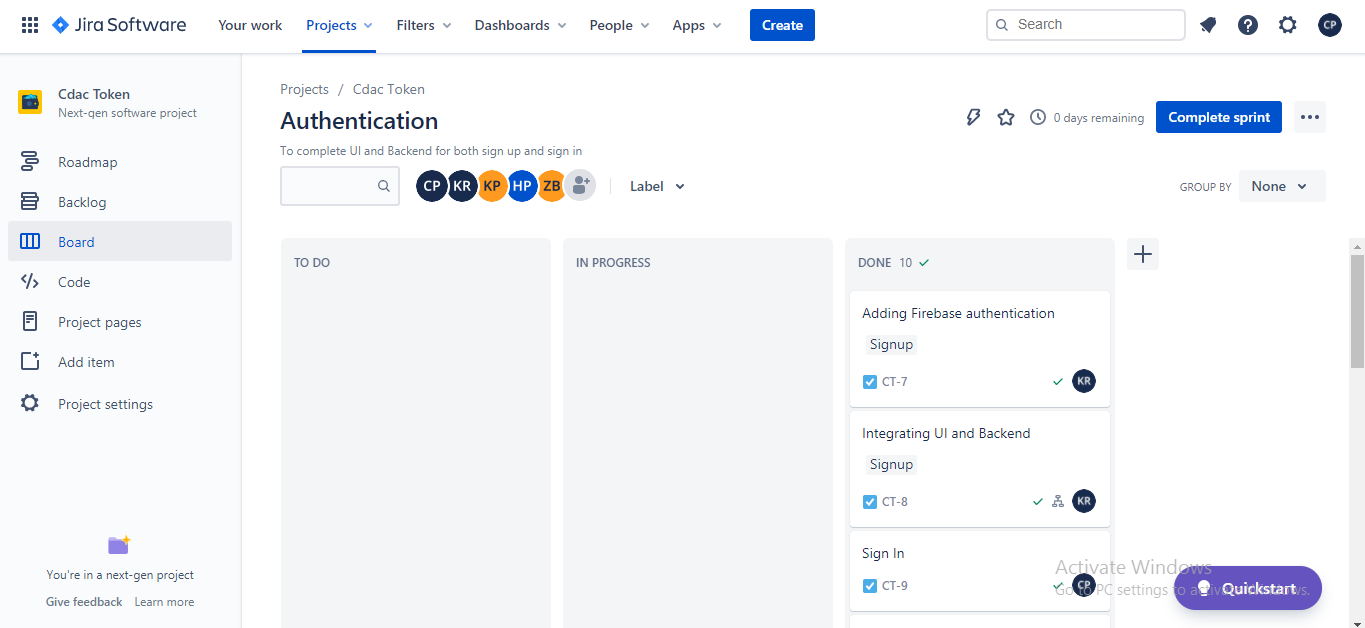 Jira Software Your work Projects Filters Dashboards People Apps Create Search CP
Cdac Token
Next-gen software project
Roadmap
Backlog
Board
Code
Project pages
Add item
Project settings
You're in a next-gen project
Give feedback Learn more
Projects / Cdac Token
Authentication
0 days remaining Complete sprint
To complete UI and Backend for both sign up and sign in
CP KR KP HP ZB Label GROUP BY None
TO DO IN PROGRESS DONE 10
Adding Firebase authentication
Signup
CT-7 KR
Integrating UI and Backend
Signup
CT-8 KR
Sign In
CT-9 CP
Activate Windows
Go to PC settings to activate Windows.
Quickstart